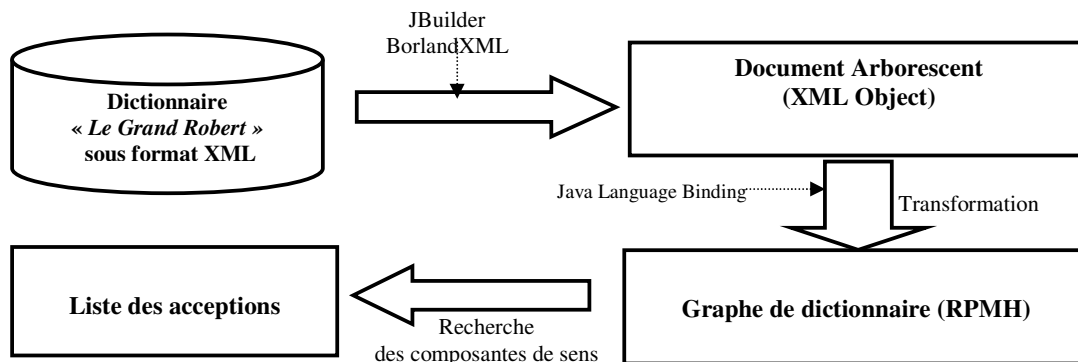 JBuilder
BorlandXML
Dictionnaire
« Le Grand Robert »
sous format XML
Document Arborescent
(XML Object)
Java Language Binding
Transformation
Liste des acceptions
Recherche
des composantes de sens
Graphe de dictionnaire (RPMH)